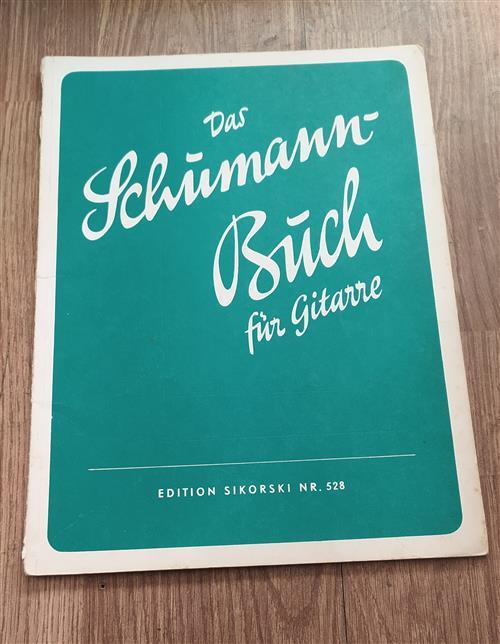 Das
Schumann-
Buch
für Gitarre
EDITION SIKORSKI NR. 528